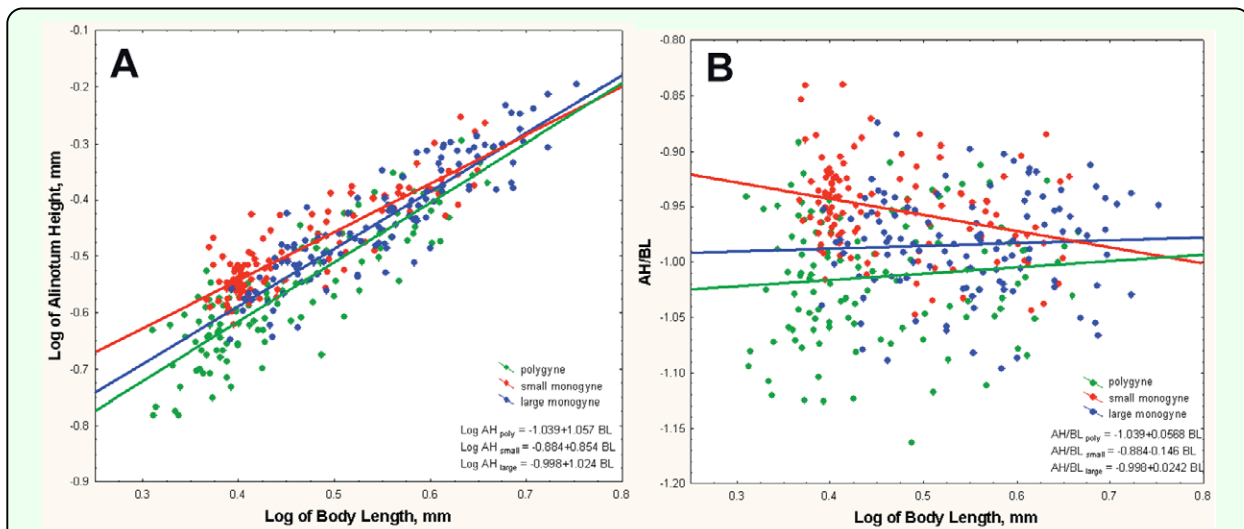 A
Log of Alinotum Height, mm
-0.1
-0.2
-0.3
-0.4
-0.5
-0.6
-0.7
-0.8
-0.9
0.3
0.4
0.5
0.6
0.7
0.8
Log of Body Length, mm
polygyne
small monogyne
large monogyne
Log AH poly = -1.039+1.057 BL
Log AH small = -0.884+0.854 BL
Log AH large = -0.998+1.024 BL
B
AH/BL
-0.80
-0.85
-0.90
-0.95
-1.00
-1.05
-1.10
-1.15
-1.20
0.3
0.4
0.5
0.6
0.7
0.8
Log of Body Length, mm
polygyne
small monogyne
large monogyne
AH/BL poly = -1.039+0.0568 BL
AH/BL small = -0.884-0.146 BL
AH/BL large = -0.998+0.0242 BL